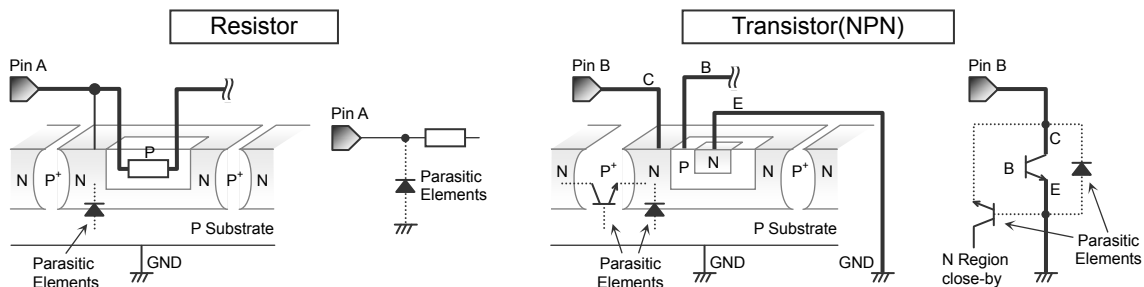 Resistor
Transistor(NPN)
Pin A
Pin A
P
N
P+
N
N
P+
N
Parasitic
Elements
P Substrate
GND
Parasitic
Elements
Pin B
C
B
E
P
N
N
P+
N
N
P+
N
P Substrate
GND
GND
Parasitic
Elements
Pin B
C
B
E
Parasitic
Elements
N Region
close-by